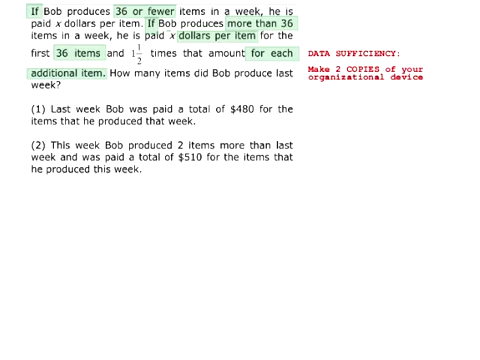 If Bob produces 36 or fewer items in a week, he is
paid x dollars per item. If Bob produces more than 36
items in a week, he is paid x dollars per item for the
first 36 items and 1 1/2 times that amount for each
additional item. How many items did Bob produce last
week?
(1) Last week Bob was paid a total of $480 for the
items that he produced that week.
(2) This week Bob produced 2 items more than last
week and was paid a total of $510 for the items that
he produced this week.
DATA SUFFICIENCY:
Make 2 COPIES of your
organizational device